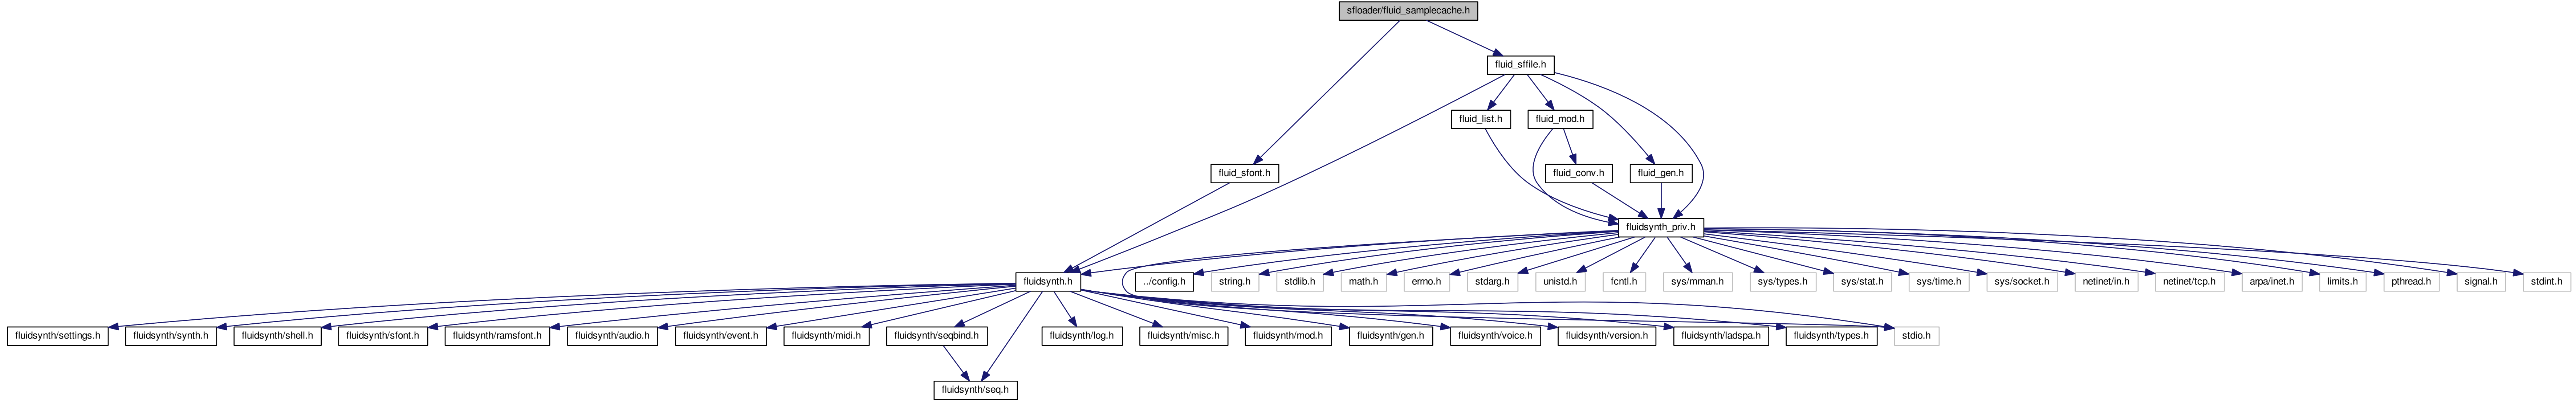 sfloader/fluid_samplecache.h
fluid_sffile.h
fluid_list.h
fluid_mod.h
fluid_sfont.h
fluid_conv.h
fluid_gen.h
fluidsynth_priv.h
fluidsynth.h
../config.h
string.h
stdlib.h
math.h
errno.h
stdarg.h
unistd.h
fcntl.h
sys/mman.h
sys/types.h
sys/stat.h
sys/time.h
sys/socket.h
netinet/in.h
netinet/tcp.h
arpa/inet.h
limits.h
pthread.h
signal.h
stdint.h
fluidsynth/settings.h
fluidsynth/synth.h
fluidsynth/shell.h
fluidsynth/sfont.h
fluidsynth/ramsfont.h
fluidsynth/audio.h
fluidsynth/event.h
fluidsynth/midi.h
fluidsynth/seqbind.h
fluidsynth/log.h
fluidsynth/misc.h
fluidsynth/mod.h
fluidsynth/gen.h
fluidsynth/voice.h
fluidsynth/version.h
fluidsynth/ladspa.h
fluidsynth/types.h
stdio.h
fluidsynth/seq.h